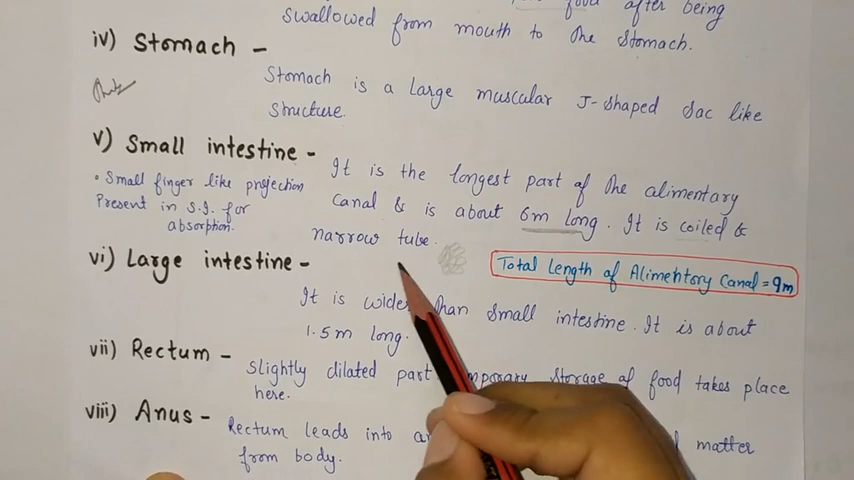 food after being
swallowed from mouth to the stomach.
iv) Stomach -
Stomach is a large muscular J-shaped sac like
structure.
v) Small intestine -
• Small finger like projection
Present in S.I. for
absorption.
It is the longest part of the alimentary
canal & is about 6m long. It is coiled &
narrow tube.
vi) Large intestine -
Total Length of Alimentory Canal = 9m
It is wider than small intestine. It is about
1.5m long.
vii) Rectum -
Slightly dilated part storage of food takes place
here.
viii) Anus -
Rectum leads into matter
from body.